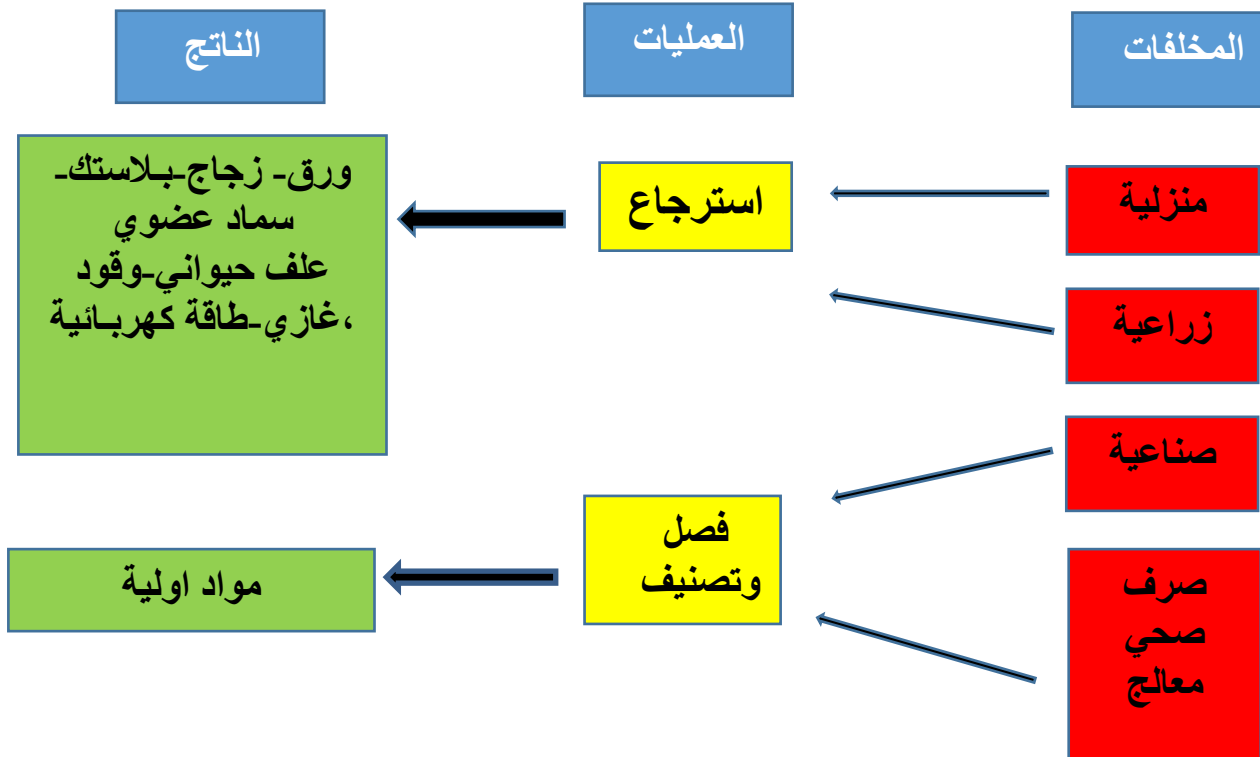 المخلفات
العمليات
الناتج
منزلية
زراعية
صناعية
صرف
صحي
معالج
استرجاع
فصل
وتصنيف
ورق- زجاج-بلاستك-
سماد عضوي
علف حيواني-وقود
غازي-طاقة كهربائية،
مواد اولية